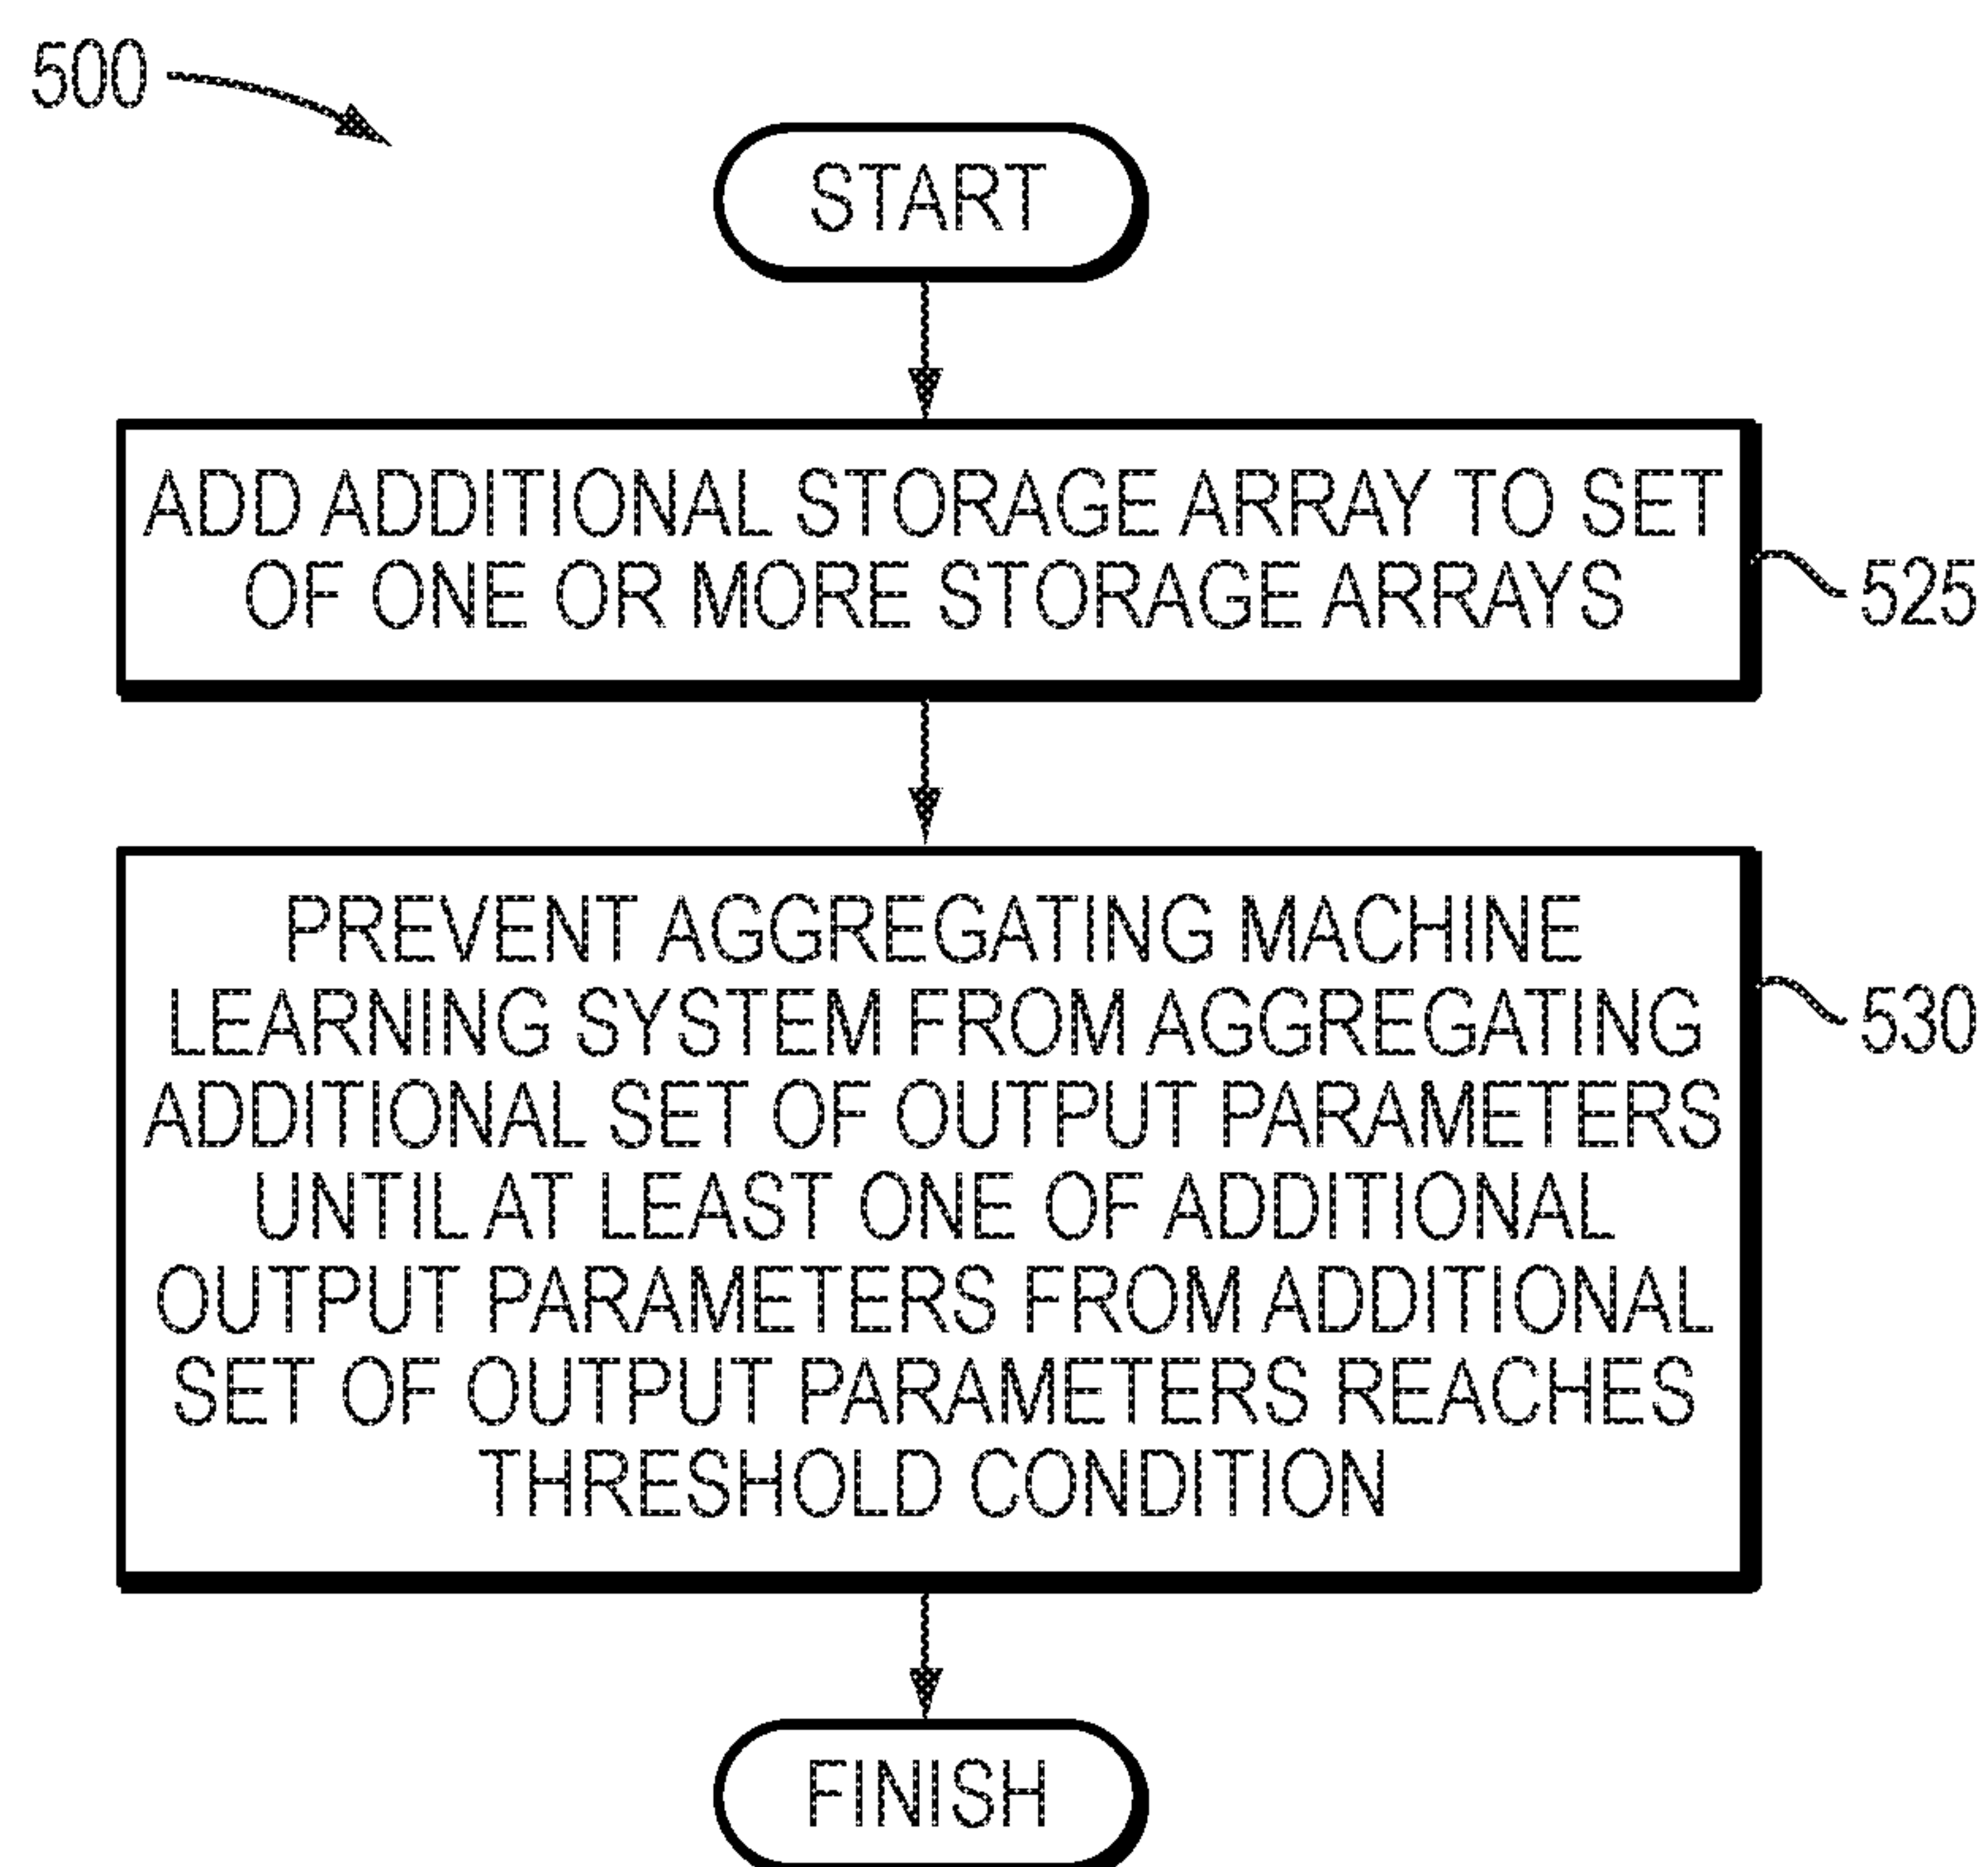 500
START
ADD ADDITIONAL STORAGE ARRAY TO SET
OF ONE OR MORE STORAGE ARRAYS
525
PREVENT AGGREGATING MACHINE
LEARNING SYSTEM FROM AGGREGATING
ADDITIONAL SET OF OUTPUT PARAMETERS
UNTIL AT LEAST ONE OF ADDITIONAL
OUTPUT PARAMETERS FROM ADDITIONAL
SET OF OUTPUT PARAMETERS REACHES
THRESHOLD CONDITION
530
FINISH